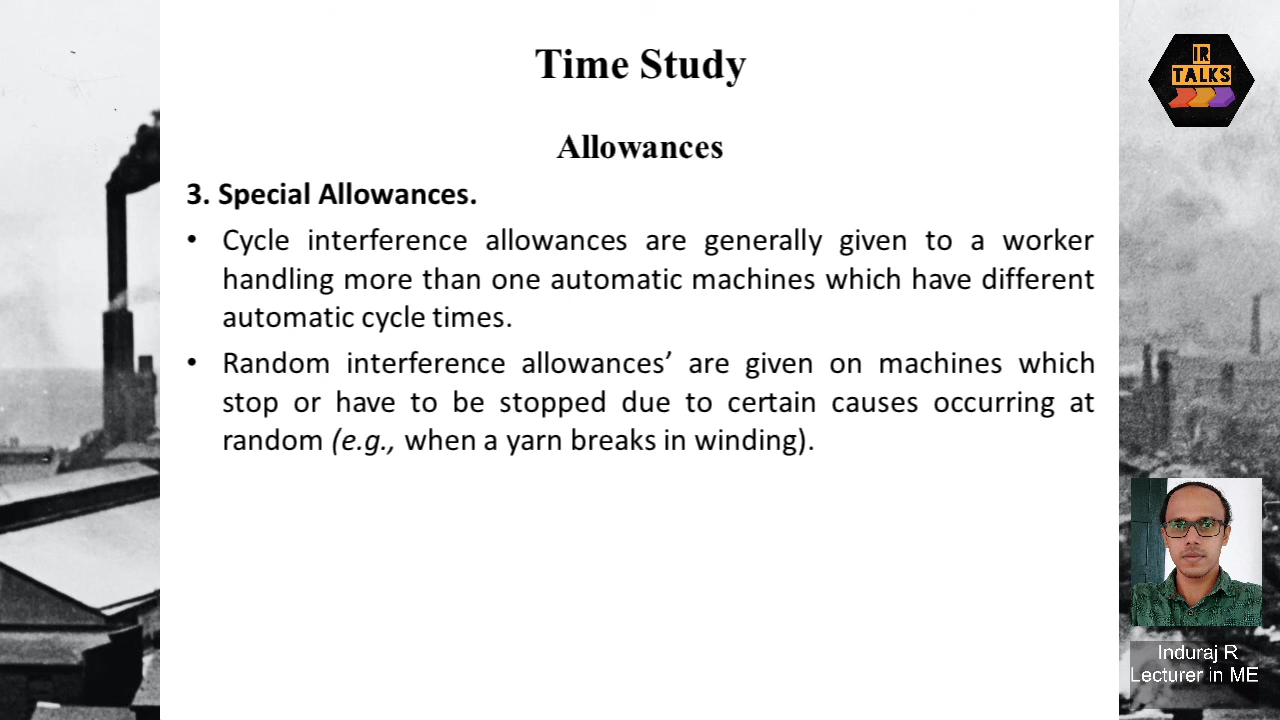 Time Study
Allowances
3. Special Allowances.
• Cycle interference allowances are generally given to a worker
handling more than one automatic machines which have different
automatic cycle times.
• Random interference allowances’ are given on machines which
stop or have to be stopped due to certain causes occurring at
random (e.g., when a yarn breaks in winding).
IR
TALKS
Induraj R
Lecturer in ME